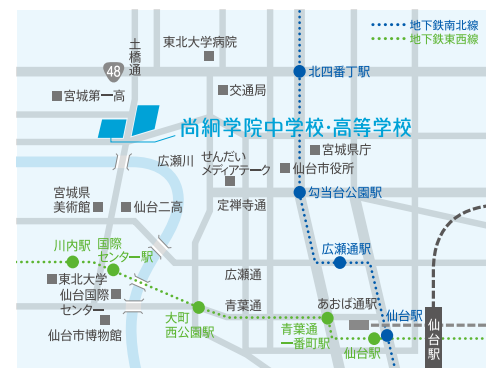 地下鉄南北線
地下鉄東西線
東北大学病院
土橋通
48
北四番丁駅
交通局
宮城第一高
尚絅学院中学校・高等学校
宮城県庁
広瀬川
せんだい
メディアテーク
仙台市役所
宮城県
美術館
仙台二高
定禅寺通
勾当台公園駅
川内駅
国際
センター駅
広瀬通駅
東北大学
仙台国際
センター
広瀬通
青葉通
あおば通駅
仙台駅
大町
西公園駅
青葉通
一番町駅
仙台駅
仙台駅
仙台市博物館